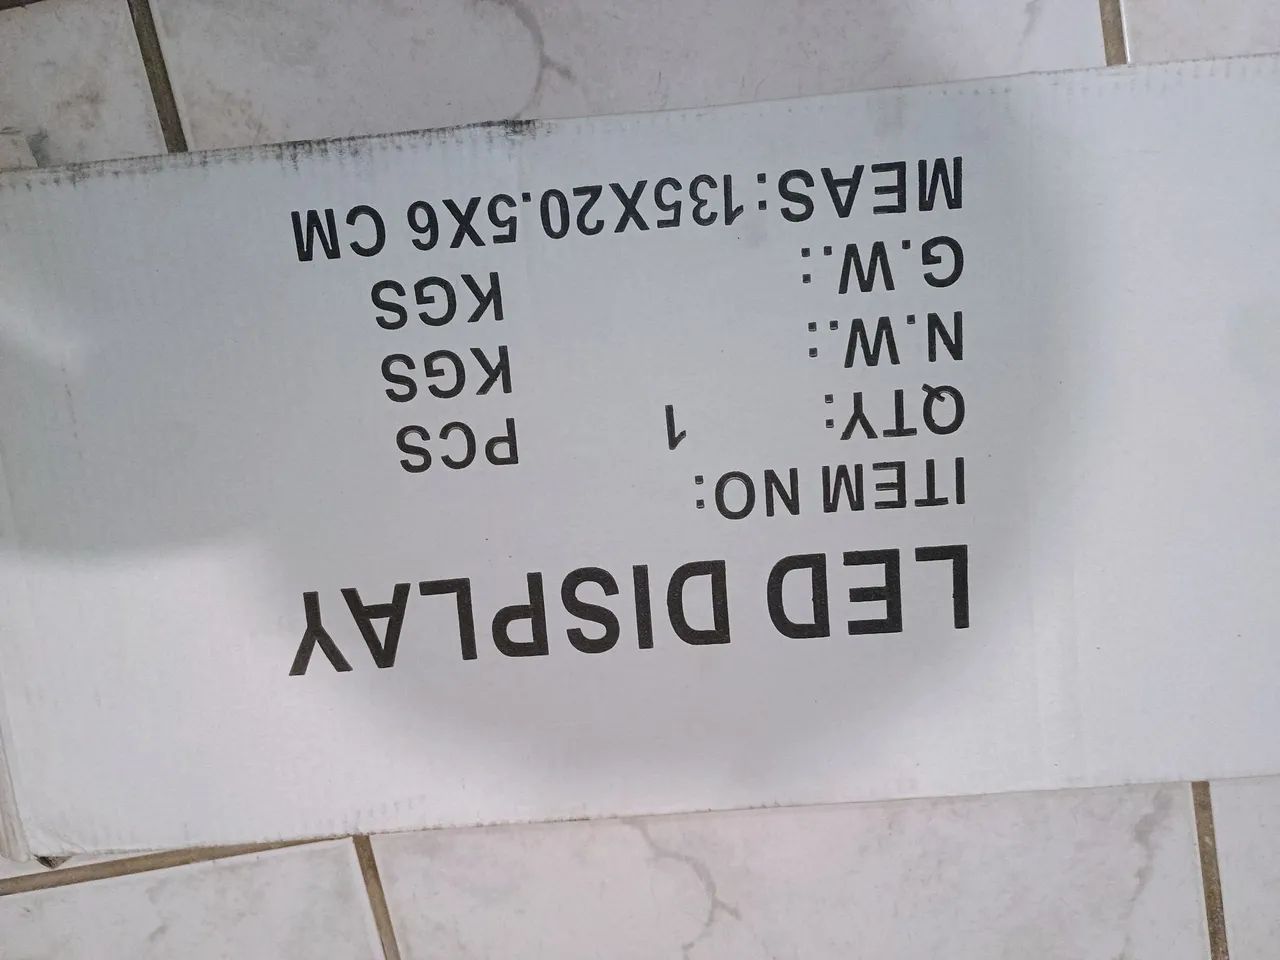 LED DISPLAY
ITEM NO:
QTY: 1 PCS
N.W.: KGS
G.W.: KGS
MEAS:135X20.5X6 CM